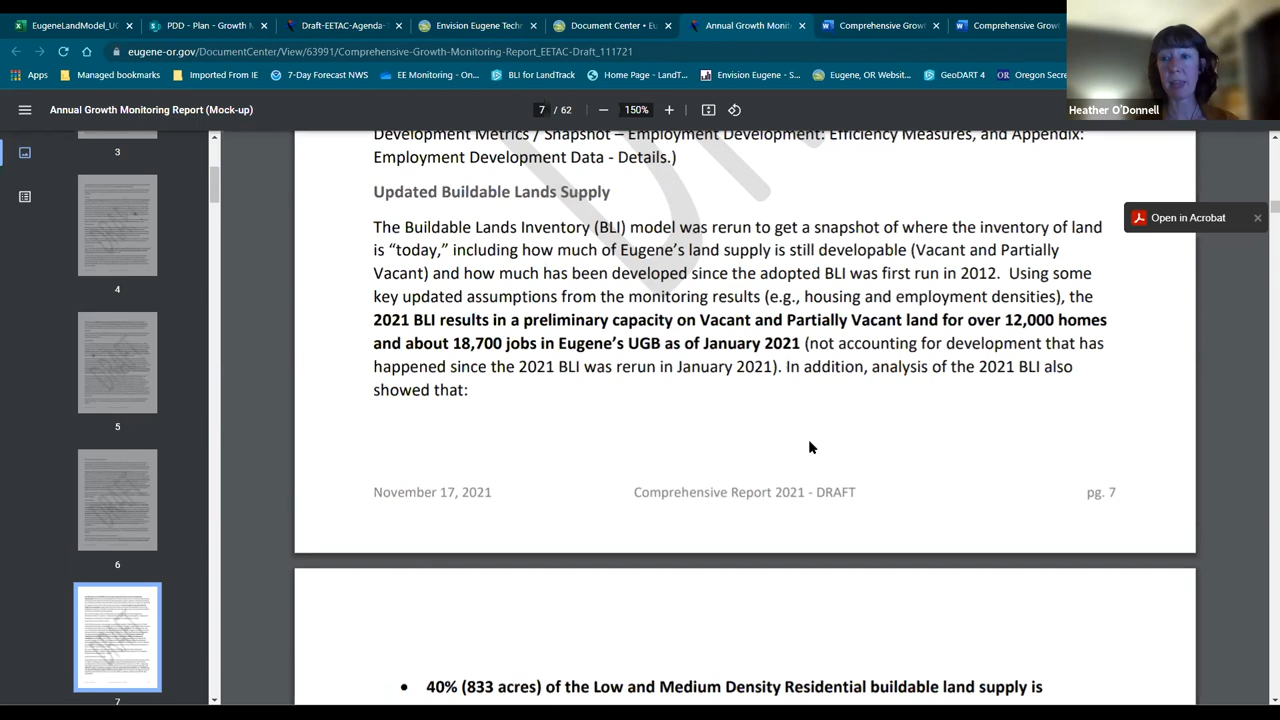 EugeneLandModel_UG
PDD - Plan - Growth M
Draft-EETAC-Agenda-
Envision Eugene Tech
Document Center • Eu
Annual Growth Monito
Comprehensive Growt
Comprehensive Grow
eugene-or.gov/DocumentCenter/View/63991/Comprehensive-Growth-Monitoring-Report_EETAC-Draft_111721
Apps
Managed bookmarks
Imported From IE
7-Day Forecast NWS
EE Monitoring - On...
BLI for LandTrack
Home Page - LandT...
Envision Eugene - S...
Eugene, OR Website...
GeoDART 4
Oregon Secre
Heather O'Donnell
Annual Growth Monitoring Report (Mock-up)
7 / 62
150%
Open in Acrobat
3
4
5
6
7
Development Metrics / Snapshot – Employment Development: Efficiency Measures, and Appendix:
Employment Development Data - Details.)
Updated Buildable Lands Supply
The Buildable Lands Inventory (BLI) model was rerun to get a snapshot of where the inventory of land
is “today,” including how much of Eugene’s land supply is still developable (Vacant and Partially
Vacant) and how much has been developed since the adopted BLI was first run in 2012. Using some
key updated assumptions from the monitoring results (e.g., housing and employment densities), the
2021 BLI results in a preliminary capacity on Vacant and Partially Vacant land for over 12,000 homes
and about 18,700 jobs in Eugene’s UGB as of January 2021 (not accounting for development that has
happened since the 2021 BLI was rerun in January 2021). In addition, analysis of the 2021 BLI also
showed that:
November 17, 2021
Comprehensive Report 2021 - DRAFT
pg. 7
• 40% (833 acres) of the Low and Medium Density Residential buildable land supply is